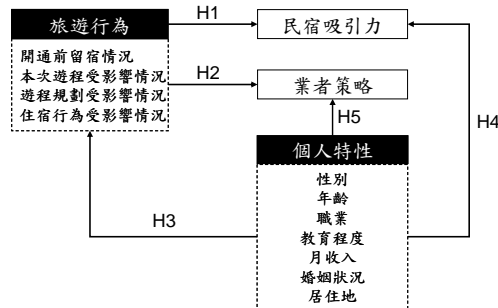 旅遊行為
開通前留宿情況
本次遊程受影響情況
遊程規劃受影響情況
住宿行為受影響情況
H1
民宿吸引力
H2
業者策略
H5
H4
H3
個人特性
性別
年齡
職業
教育程度
月收入
婚姻狀況
居住地